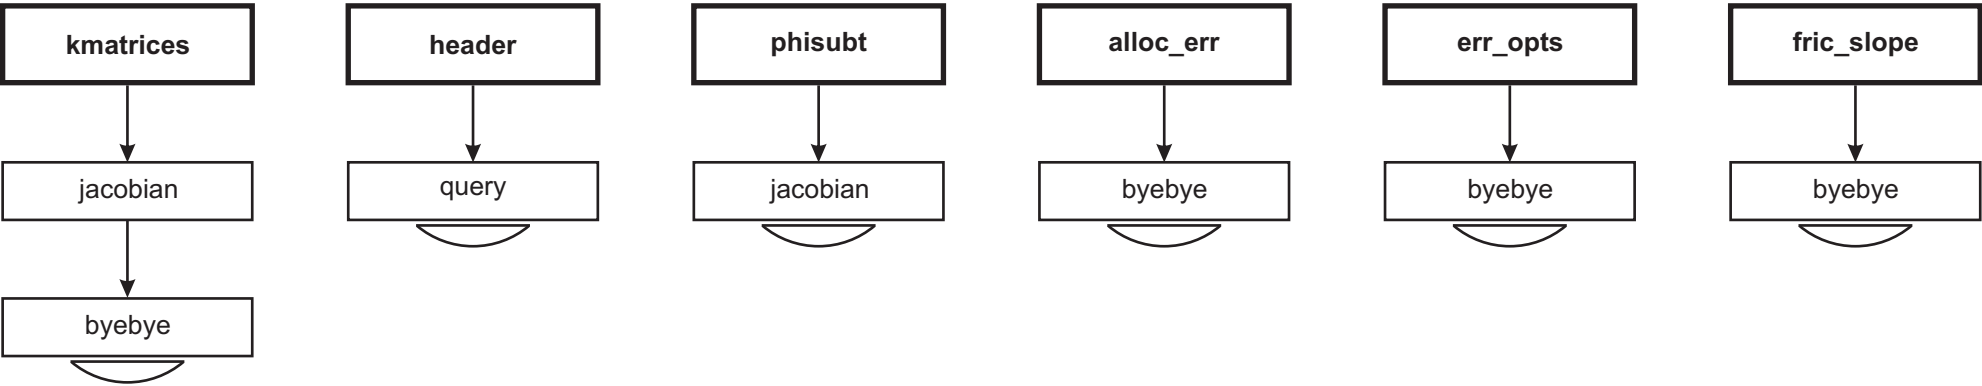 kmatrices
header
phisubt
alloc_err
err_opts
fric_slope
jacobian
query
jacobian
byebye
byebye
byebye
byebye